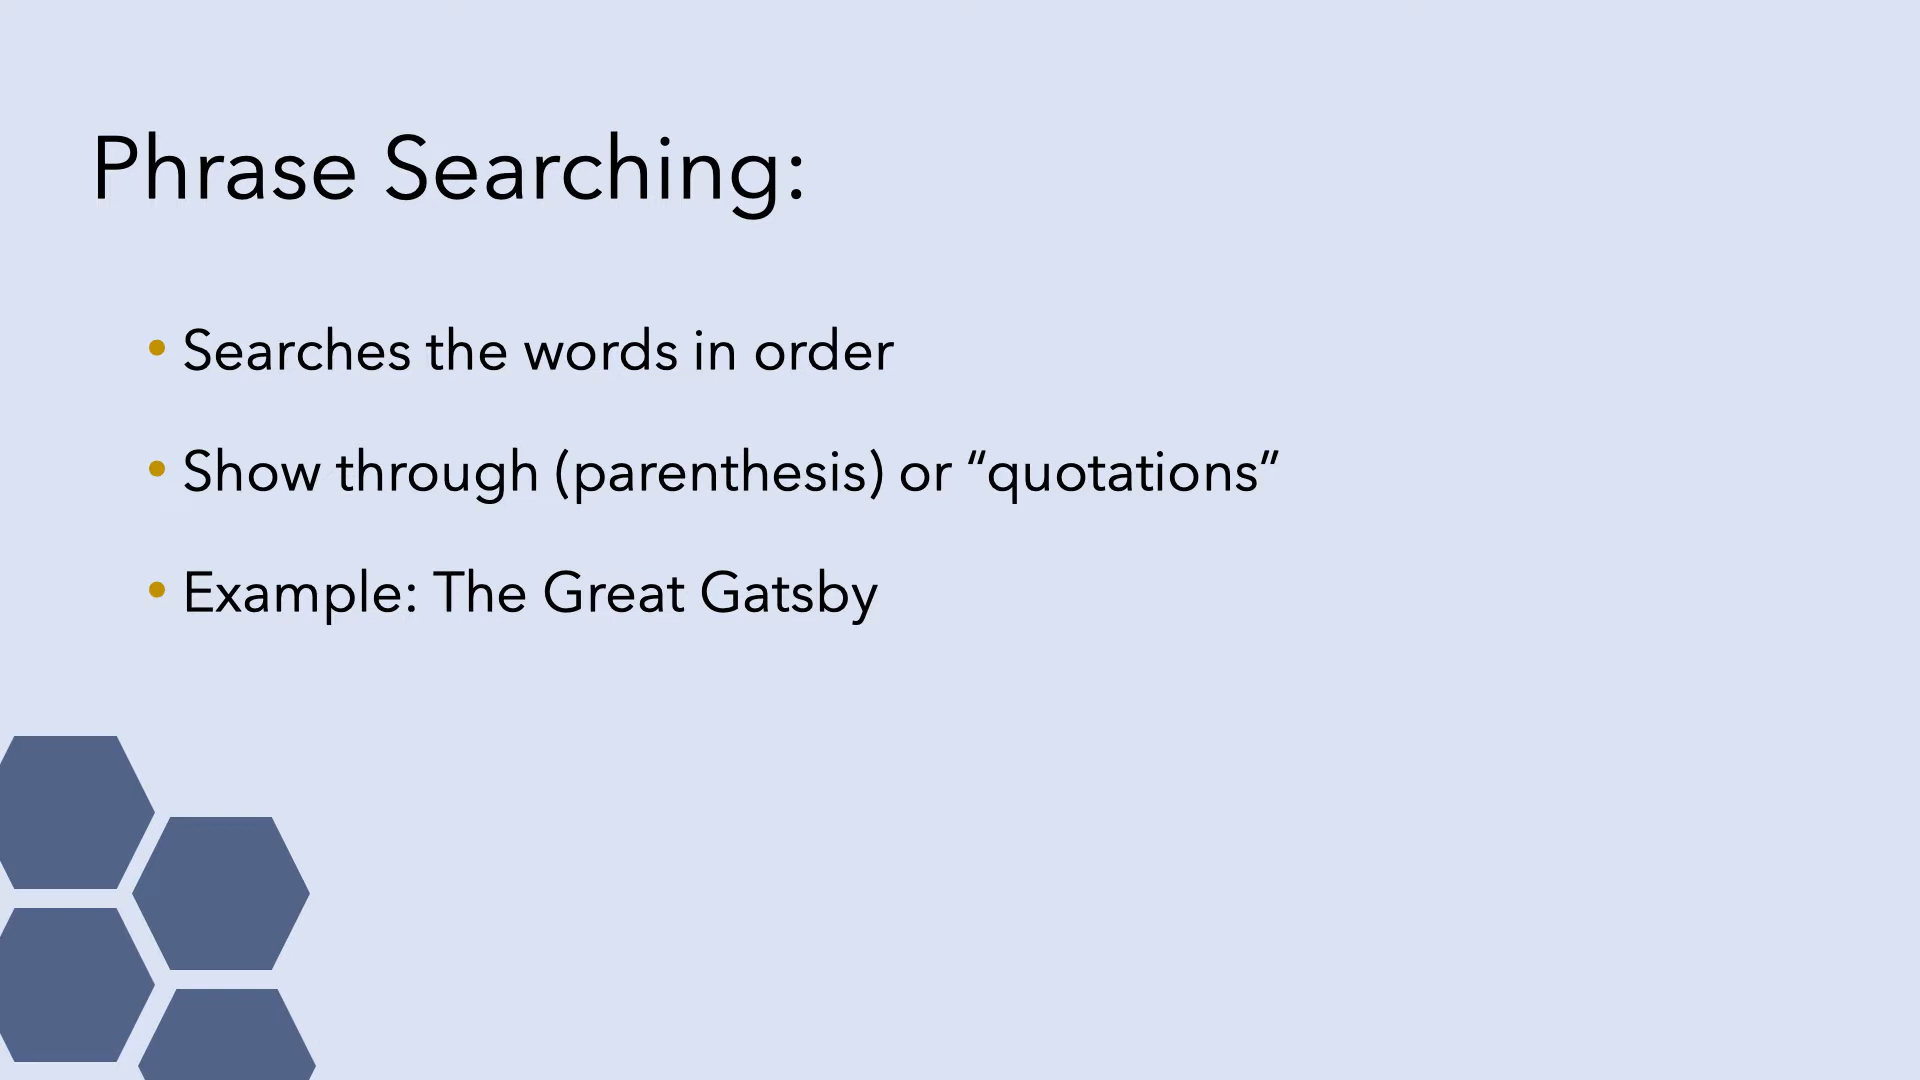 Phrase Searching:
• Searches the words in order
• Show through (parenthesis) or “quotations”
• Example: The Great Gatsby